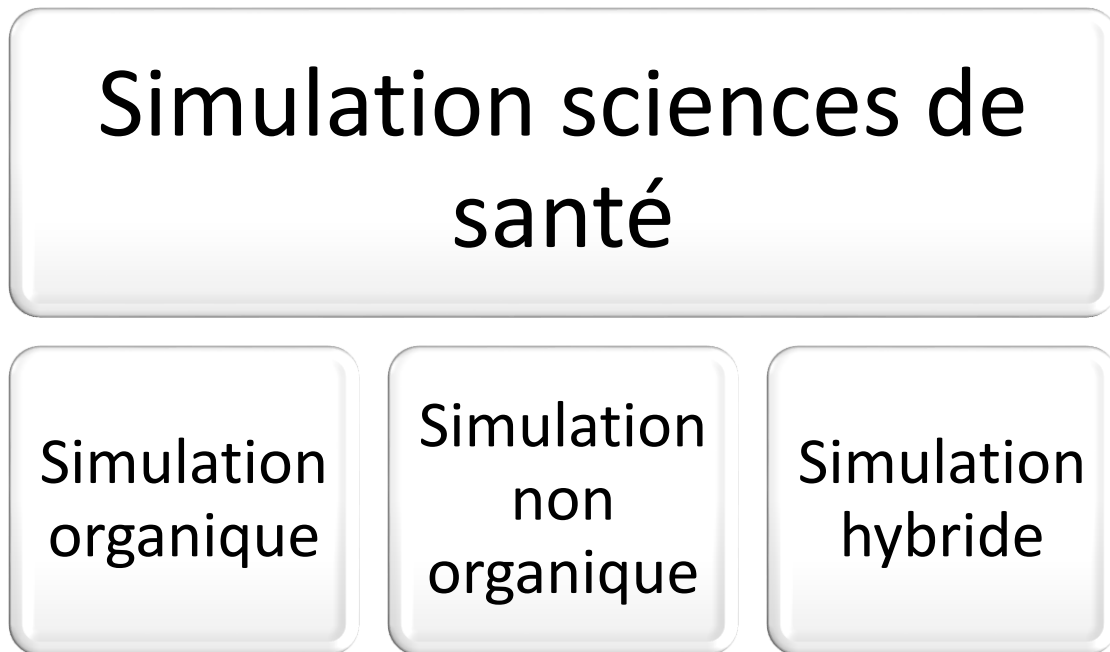 Simulation sciences de
santé
Simulation
organique
Simulation
non
organique
Simulation
hybride